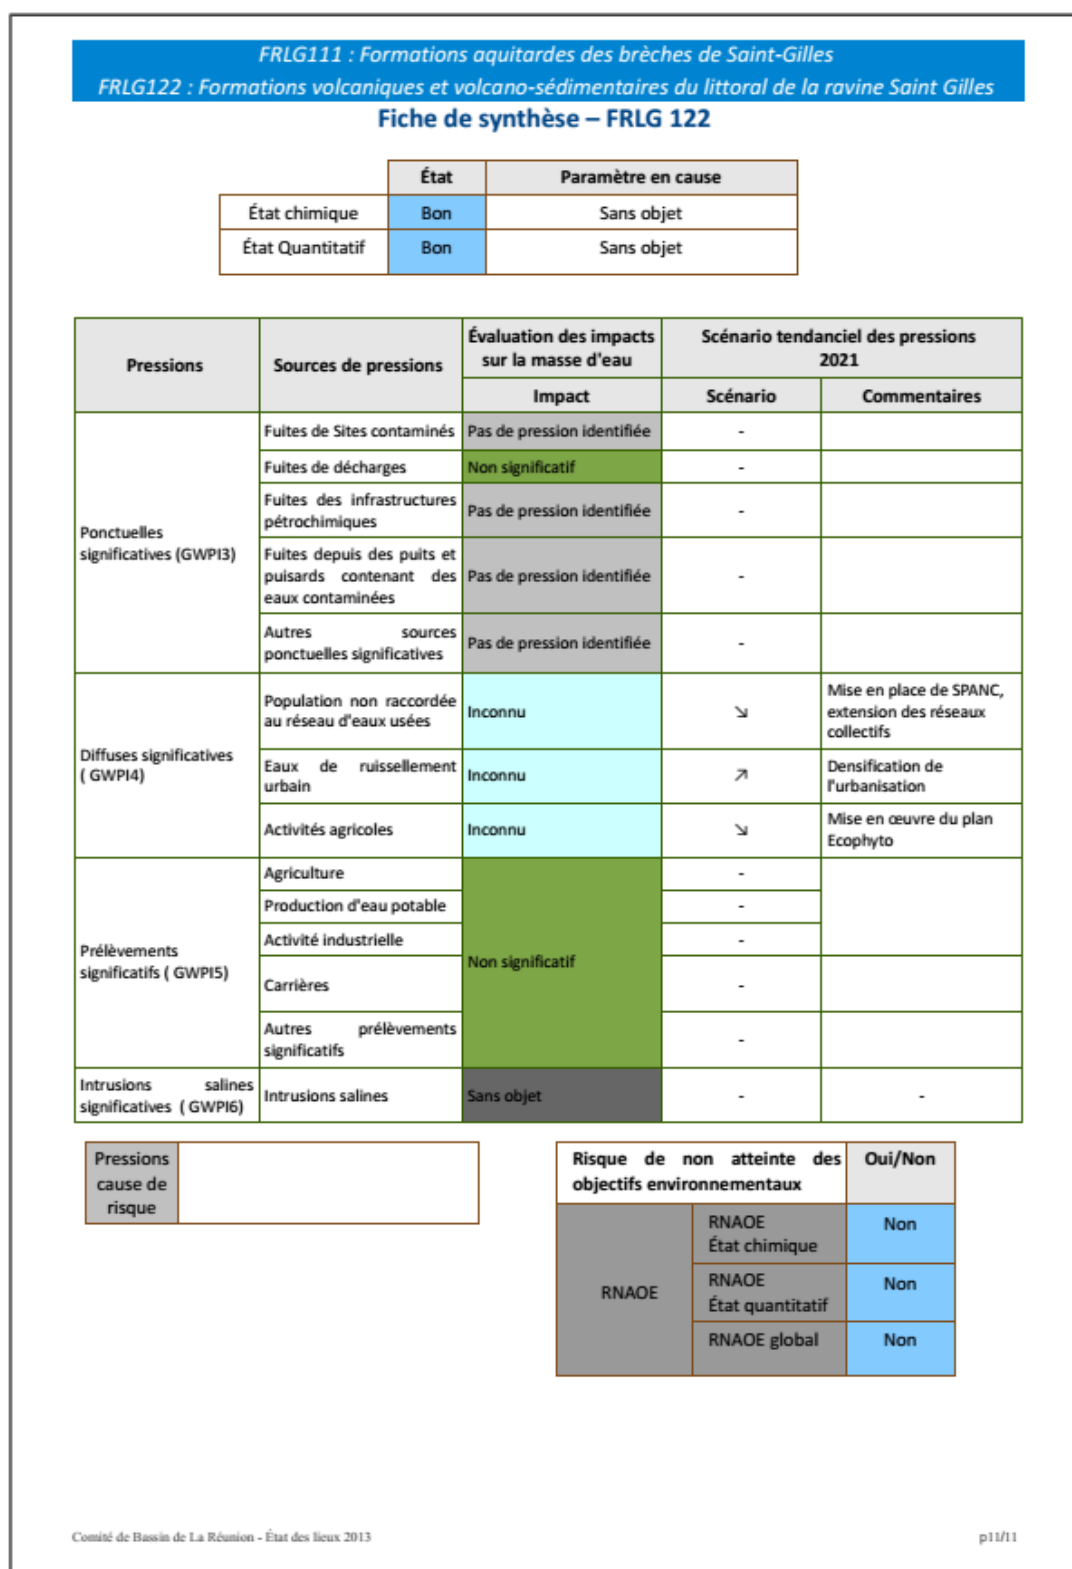 FRLG111 : Formations aquitardes des brèches de Saint-Gilles
FRLG122 : Formations volcaniques et volcano-sédimentaires du littoral de la ravine Saint Gilles
Fiche de synthèse – FRLG 122
État Paramètre en cause
État chimique Bon Sans objet
État Quantitatif Bon Sans objet
Pressions Sources de pressions Évaluation des impacts sur la masse d'eau Scénario tendanciel des pressions 2021
Impact Scénario Commentaires
Ponctuelles significatives (GWPI3)
Fuites de Sites contaminés Pas de pression identifiée -
Fuites de décharges Non significatif -
Fuites des infrastructures pétrochimiques Pas de pression identifiée -
Fuites depuis des puits et puisards contenant des eaux contaminées Pas de pression identifiée -
Autres sources ponctuelles significatives Pas de pression identifiée -
Diffuses significatives ( GWPI4)
Population non raccordée au réseau d'eaux usées Inconnu ↘ Mise en place de SPANC, extension des réseaux collectifs
Eaux de ruissellement urbain Inconnu ↗ Densification de l'urbanisation
Activités agricoles Inconnu ↘ Mise en œuvre du plan Ecophyto
Prélèvements significatifs ( GWPI5)
Agriculture -
Production d'eau potable -
Activité industrielle -
Non significatif
Carrières -
Autres prélèvements significatifs -
Intrusions salines significatives ( GWPI6) Intrusions salines Sans objet - -
Pressions cause de risque
Risque de non atteinte des objectifs environnementaux Oui/Non
RNAOE
RNAOE État chimique Non
RNAOE État quantitatif Non
RNAOE global Non
Comité de Bassin de La Réunion - État des lieux 2013 p11/11